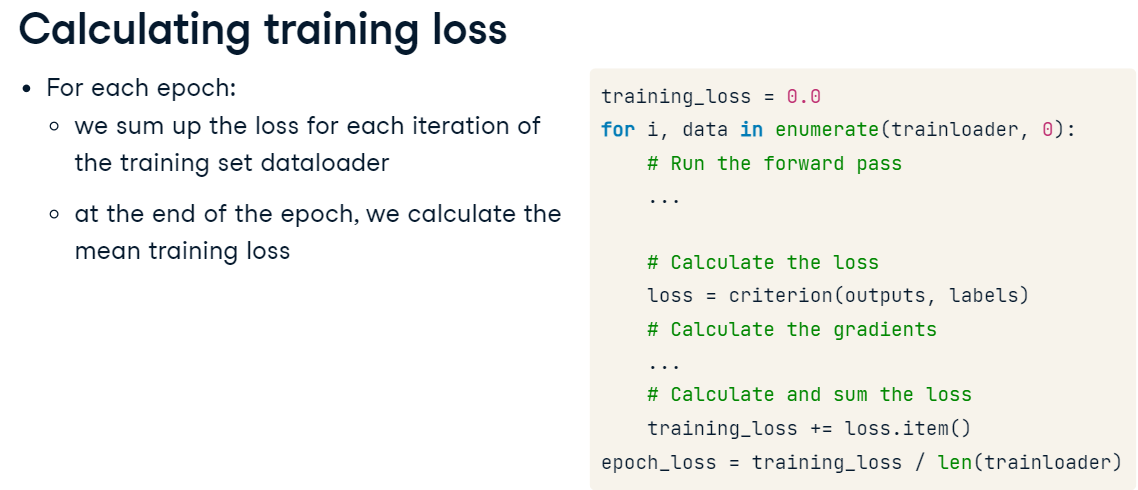 Calculating training loss
• For each epoch:
○ we sum up the loss for each iteration of
the training set dataloader
○ at the end of the epoch, we calculate the
mean training loss
training_loss = 0.0
for i, data in enumerate(trainloader, 0):
    # Run the forward pass
    ...
    # Calculate the loss
    loss = criterion(outputs, labels)
    # Calculate the gradients
    ...
    # Calculate and sum the loss
    training_loss += loss.item()
epoch_loss = training_loss / len(trainloader)